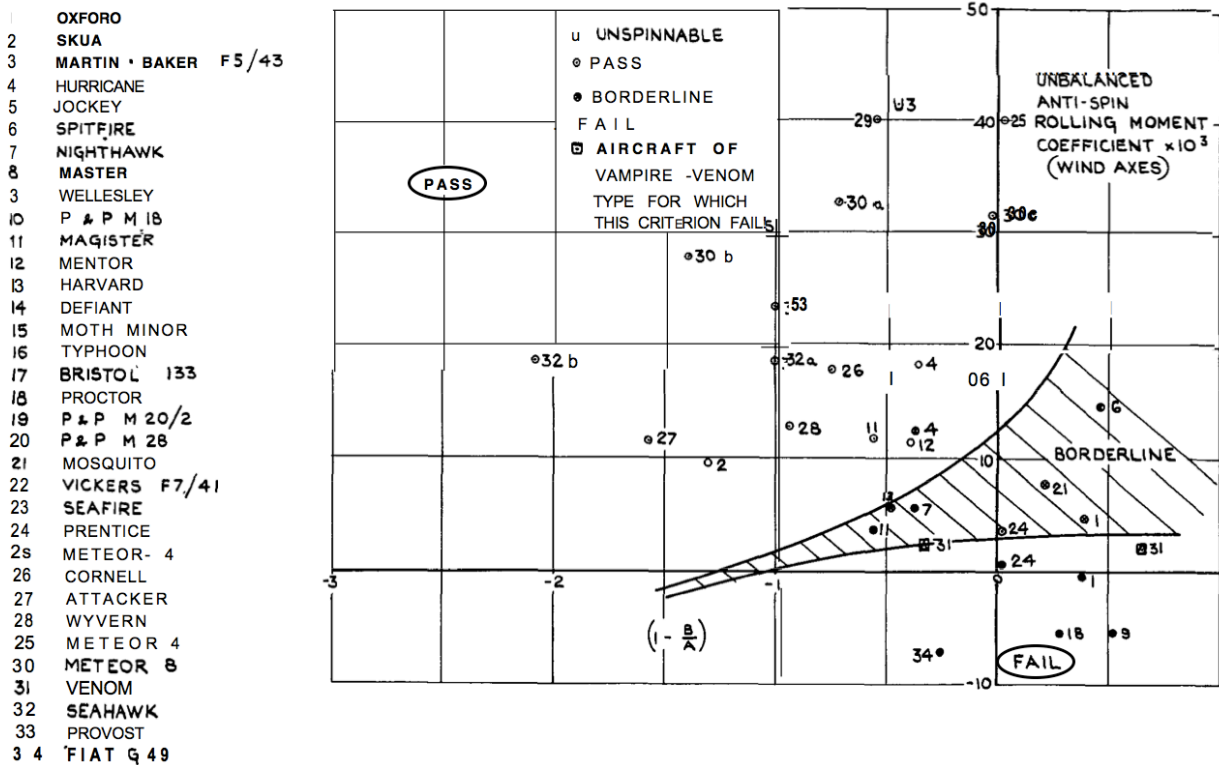 1 OXFORO
2 SKUA
3 MARTIN · BAKER F5/43
4 HURRICANE
5 JOCKEY
6 SPITFIRE
7 NIGHTHAWK
8 MASTER
3 WELLESLEY
10 P & P M 18
11 MAGISTER
12 MENTOR
13 HARVARD
14 DEFIANT
15 MOTH MINOR
16 TYPHOON
17 BRISTOL 133
18 PROCTOR
19 P & P M 20/2
20 P & P M 28
21 MOSQUITO
22 VICKERS F7/41
23 SEAFIRE
24 PRENTICE
2s METEOR- 4
26 CORNELL
27 ATTACKER
28 WYVERN
25 METEOR 4
30 METEOR 8
31 VENOM
32 SEAHAWK
33 PROVOST
3 4 FIAT G 49
u UNSPINNABLE
PASS
BORDERLINE
FAIL
AIRCRAFT OF
VAMPIRE -VENOM
TYPE FOR WHICH
THIS CRITERION FAILS
50
UNBALANCED
ANTI-SPIN
ROLLING MOMENT
COEFFICIENT ×10³
(WIND AXES)
U3
29
40
25
PASS
30 a
30 b
53
32 b
32a
26
4
20
06 1
6
27
28
11
4
12
2
10
BORDERLINE
21
7
11
1
24
31
31
24
-3
-2
-1
0
1
(1 - B/A)
34
18
9
FAIL
-10